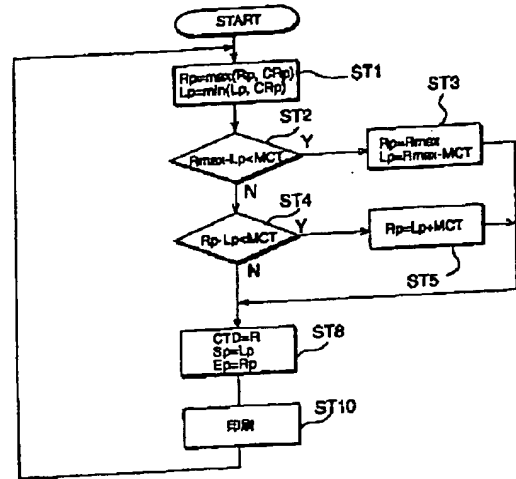 START
Rp=max(Rp, CRp)
Lp=min(Lp, CRp)
ST1
ST2
Rmax-Lp<MCT
Y
N
ST3
Rp=Rmax
Lp=Rmax-MCT
ST4
Rp-Lp<MCT
Y
N
Rp=Lp+MCT
ST5
CTD=R
Sp=Lp
Ep=Rp
ST8
印刷
ST10